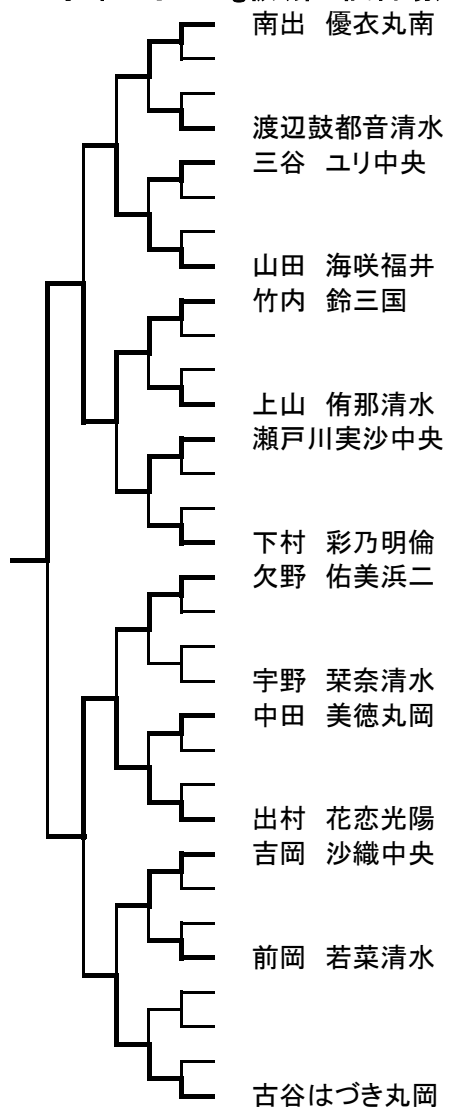 南出 優衣丸南
渡辺鼓都音清水
三谷 ユリ中央
山田 海咲福井
竹内 鈴三国
上山 侑那清水
瀬戸川実沙中央
下村 彩乃明倫
欠野 佑美浜二
宇野 栞奈清水
中田 美徳丸岡
出村 花恋光陽
吉岡 沙織中央
前岡 若菜清水
古谷はづき丸岡